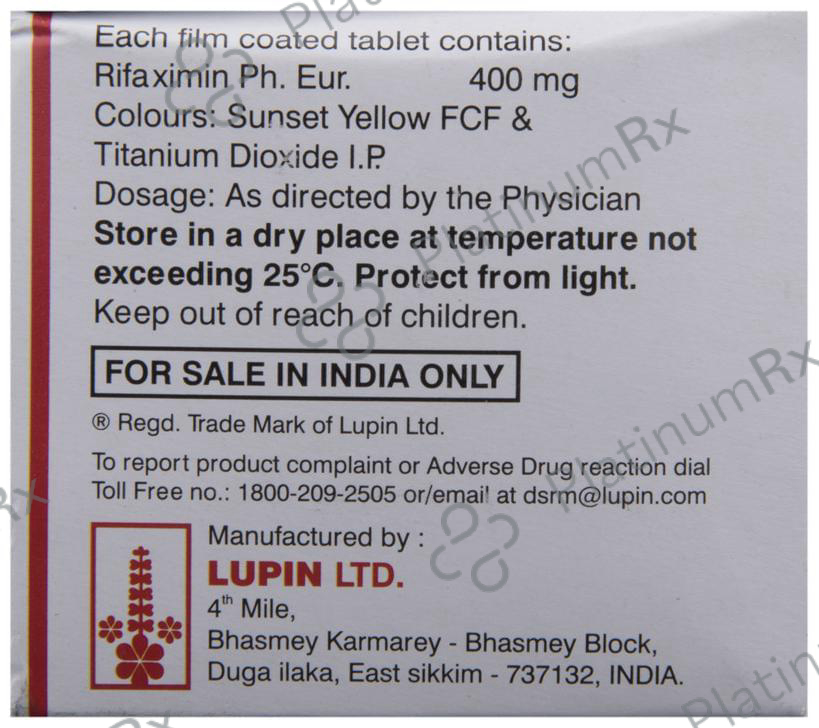 Each film coated tablet contains:
Rifaximin Ph. Eur. 400 mg
Colours: Sunset Yellow FCF &
Titanium Dioxide I.P.
Dosage: As directed by the Physician
Store in a dry place at temperature not
exceeding 25°C. Protect from light.
Keep out of reach of children.
FOR SALE IN INDIA ONLY
® Regd. Trade Mark of Lupin Ltd.
To report product complaint or Adverse Drug reaction dial
Toll Free no.: 1800-209-2505 or/email at dsrm@lupin.com
Manufactured by :
LUPIN LTD.
4th Mile,
Bhasmey Karmarey - Bhasmey Block,
Duga ilaka, East sikkim - 737132, INDIA.
PlatinumRx
PlatinumRx